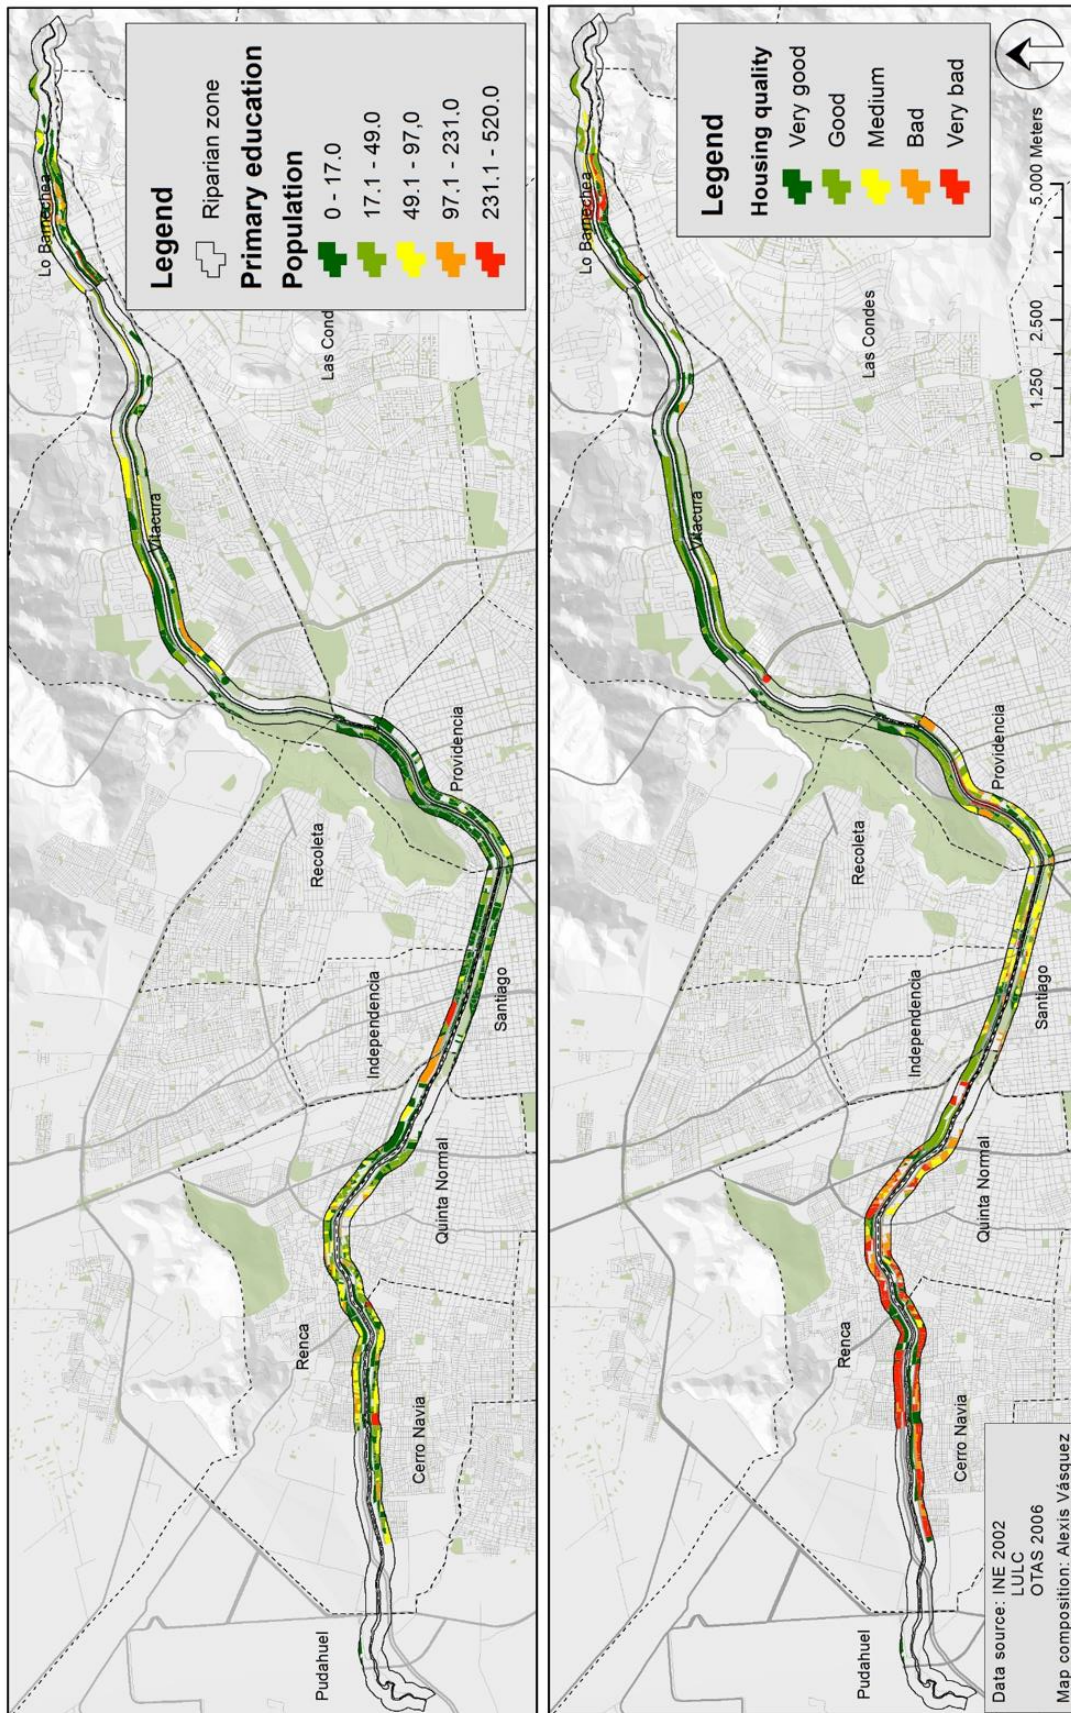 Legend
Riparian zone
Primary education
Population
0 - 17.0
17.1 - 49.0
49.1 - 97,0
97.1 - 231.0
231.1 - 520.0
Lo Barnechea
Las Cond
Vitacura
Providencia
Recoleta
Independencia
Santiago
Quinta Normal
Renca
Cerro Navia
Pudahuel
Legend
Housing quality
Very good
Good
Medium
Bad
Very bad
0 1.250 2.500 5.000 Meters
Lo Barnechea
Las Condes
Vitacura
Providencia
Recoleta
Independencia
Santiago
Quinta Normal
Renca
Cerro Navia
Pudahuel
Data source: INE 2002
LULC
OTAS 2006
Map composition: Alexis Vásquez